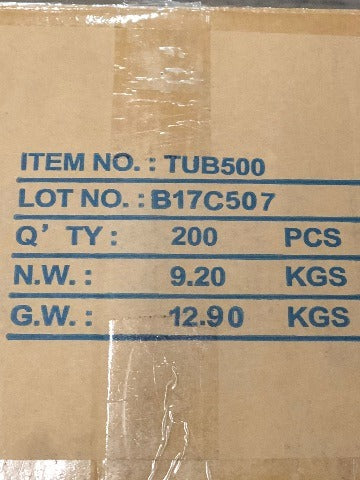 ITEM NO. : TUB500
LOT NO. : B17C507
Q' TY : 200 PCS
N.W. : 9.20 KGS
G.W. : 12.90 KGS